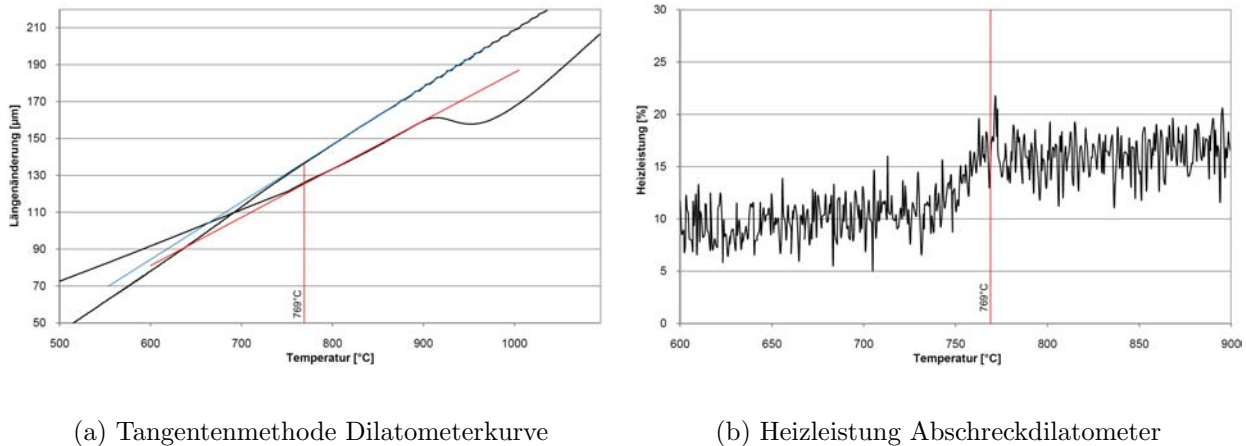 210
190
170
150
130
110
90
70
50
Längenänderung [µm]
769°C
500 600 700 800 900 1000
Temperatur [°C]
30
25
20
15
10
5
0
Heizleistung [%]
769°C
600 650 700 750 800 850 900
Temperatur [°C]
(a) Tangentenmethode Dilatometerkurve
(b) Heizleistung Abschreckdilatometer